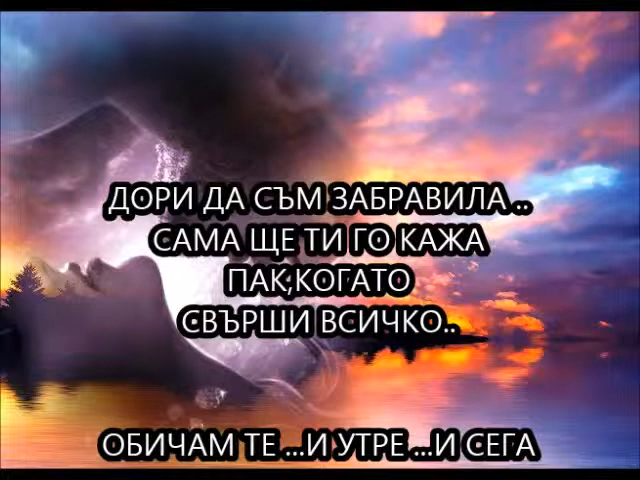 ДОРИ ДА СЪМ ЗАБРАВИЛА ..
САМА ЩЕ ТИ ГО КАЖА
ПАК,КОГАТО
СВЪРШИ ВСИЧКО..
ОБИЧАМ ТЕ ...И УТРЕ ...И СЕГА